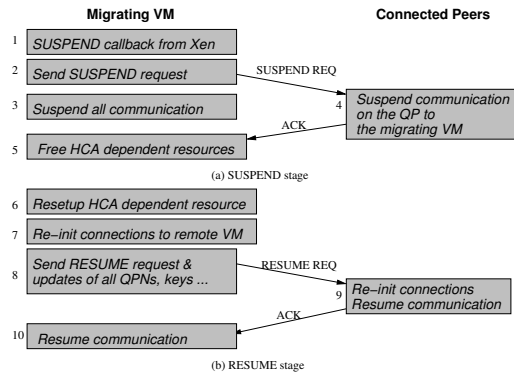 Migrating VM
Connected Peers
1
SUSPEND callback from Xen
2
Send SUSPEND request
SUSPEND REQ
3
Suspend all communication
4
Suspend communication
on the QP to
the migrating VM
ACK
5
Free HCA dependent resources
(a) SUSPEND stage
6
Resetup HCA dependent resource
7
Re−init connections to remote VM
8
Send RESUME request &
updates of all QPNs, keys ...
RESUME REQ
9
Re−init connections
Resume communication
ACK
10
Resume communication
(b) RESUME stage